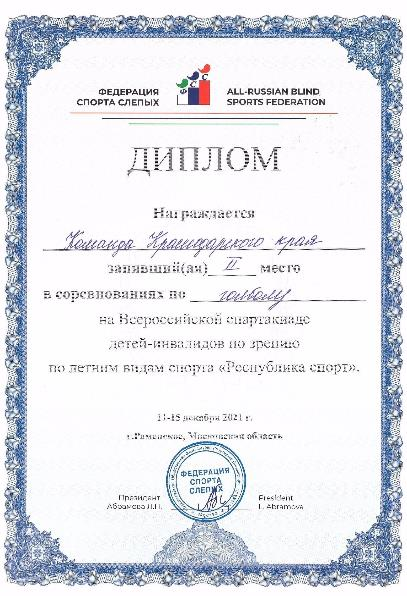 ФСС
ФЕДЕРАЦИЯ ALL-RUSSIAN BLIND
СПОРТА СЛЕПЫХ SPORTS FEDERATION
ДИПЛОМ
Награждается
Команда Краснодарского края
занявший(ая) II место
в соревнованиях по голболу
на Всероссийской спартакиаде
детей-инвалидов по зрению
по летним видам спорта «Республика спорт».
11-15 декабря 2021 г.
г.Раменское, Московская область
ФЕДЕРАЦИЯ
СПОРТА
СЛЕПЫХ
Президент President
Абрамова Л.П. L. Abramova